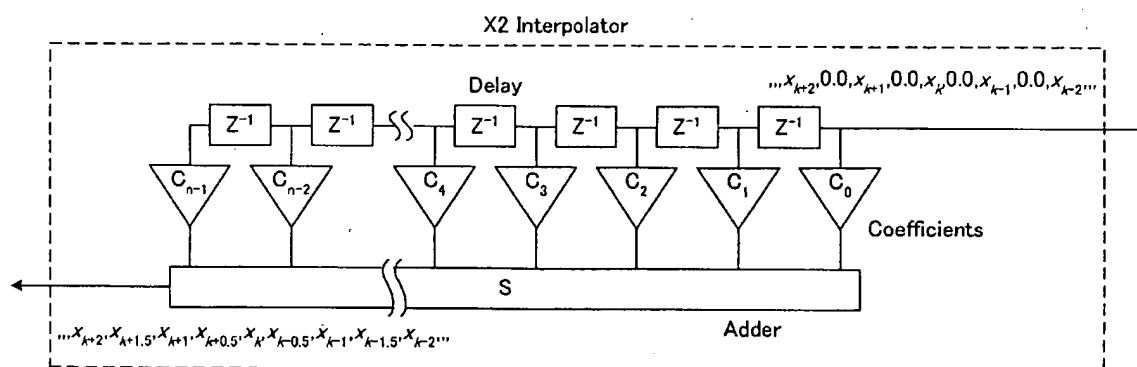 X2 Interpolator
,,,x_{k+2},0.0,x_{k+1},0.0,x_k,0.0,x_{k-1},0.0,x_{k-2},,,
Delay
Z⁻¹ Z⁻¹ Z⁻¹ Z⁻¹ Z⁻¹ Z⁻¹
C_{n-1} C_{n-2} C_4 C_3 C_2 C_1 C_0
Coefficients
S
Adder
,,,x_{k+2},x_{k+1.5},x_{k+1},x_{k+0.5},x_k,x_{k-0.5},x_{k-1},x_{k-1.5},x_{k-2},,,